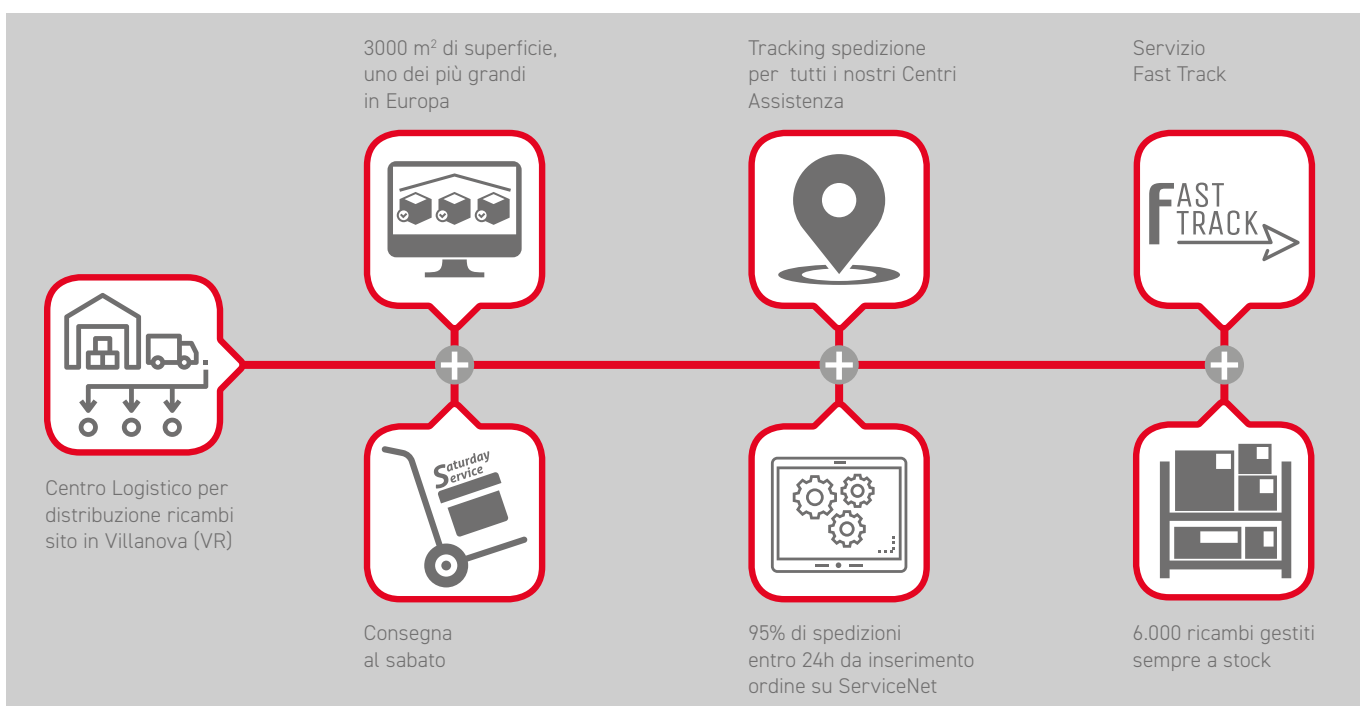 3000 m² di superficie,
uno dei più grandi
in Europa
Tracking spedizione
per tutti i nostri Centri
Assistenza
Servizio
Fast Track
FAST
TRACK
Centro Logistico per
distribuzione ricambi
sito in Villanova (VR)
Saturday
Service
Consegna
al sabato
95% di spedizioni
entro 24h da inserimento
ordine su ServiceNet
6.000 ricambi gestiti
sempre a stock